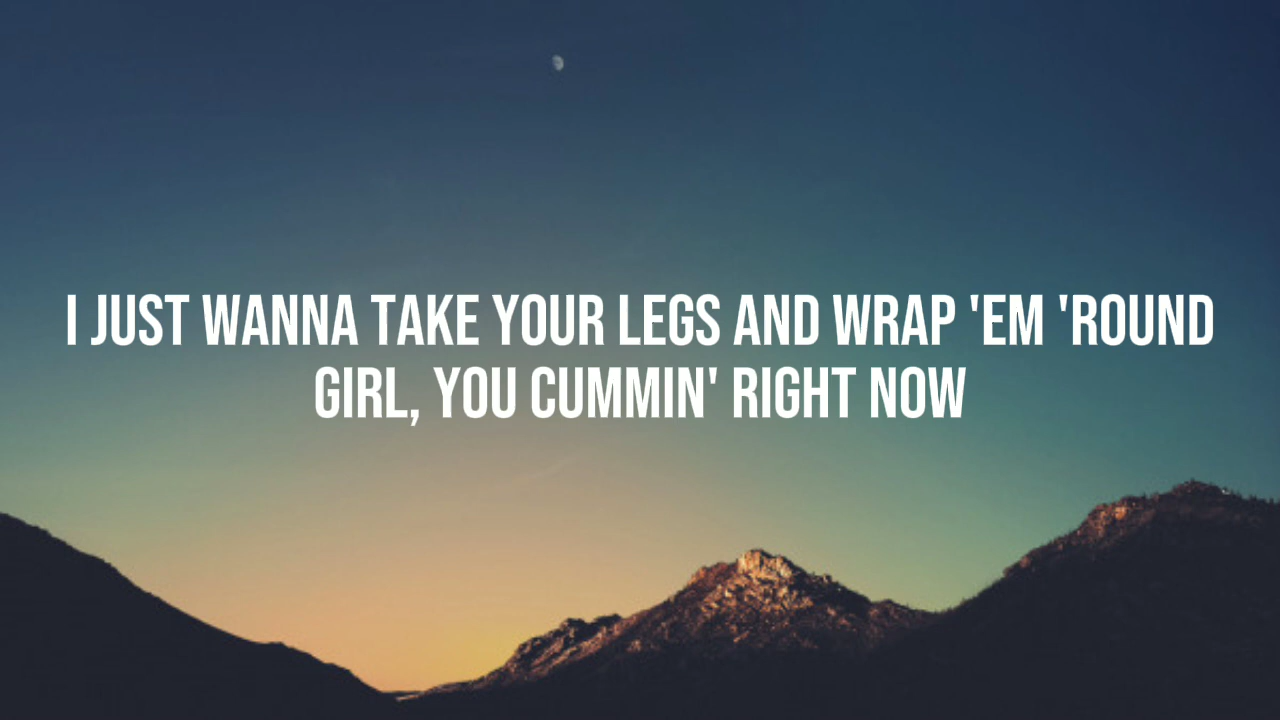 I JUST WANNA TAKE YOUR LEGS AND WRAP 'EM 'ROUND
GIRL, YOU CUMMIN' RIGHT NOW